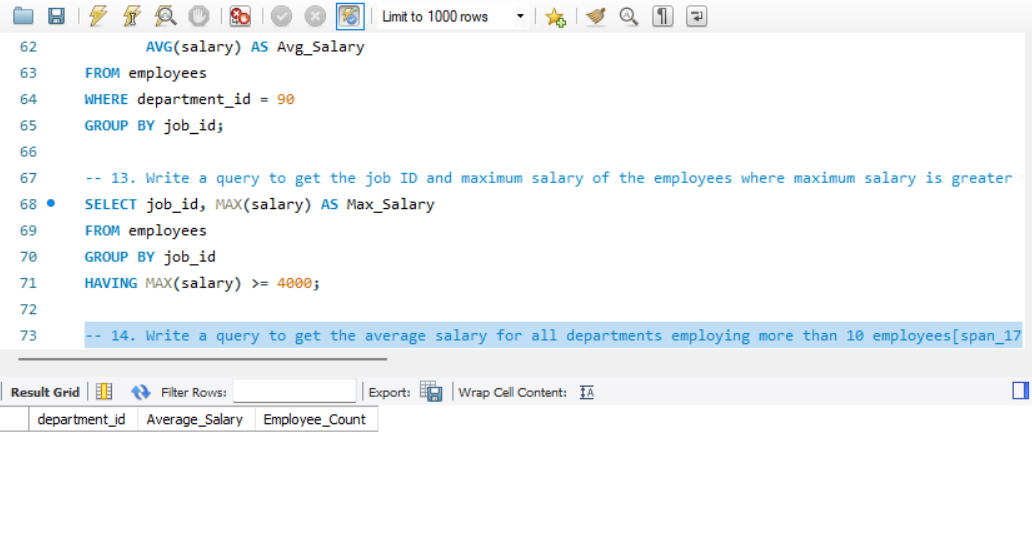 Limit to 1000 rows
62 AVG(salary) AS Avg_Salary
63 FROM employees
64 WHERE department_id = 90
65 GROUP BY job_id;
66
67 -- 13. Write a query to get the job ID and maximum salary of the employees where maximum salary is greater
68 SELECT job_id, MAX(salary) AS Max_Salary
69 FROM employees
70 GROUP BY job_id
71 HAVING MAX(salary) >= 4000;
72
73 -- 14. Write a query to get the average salary for all departments employing more than 10 employees[span_17
Result Grid Filter Rows: Export: Wrap Cell Content: IA
department_id Average_Salary Employee_Count